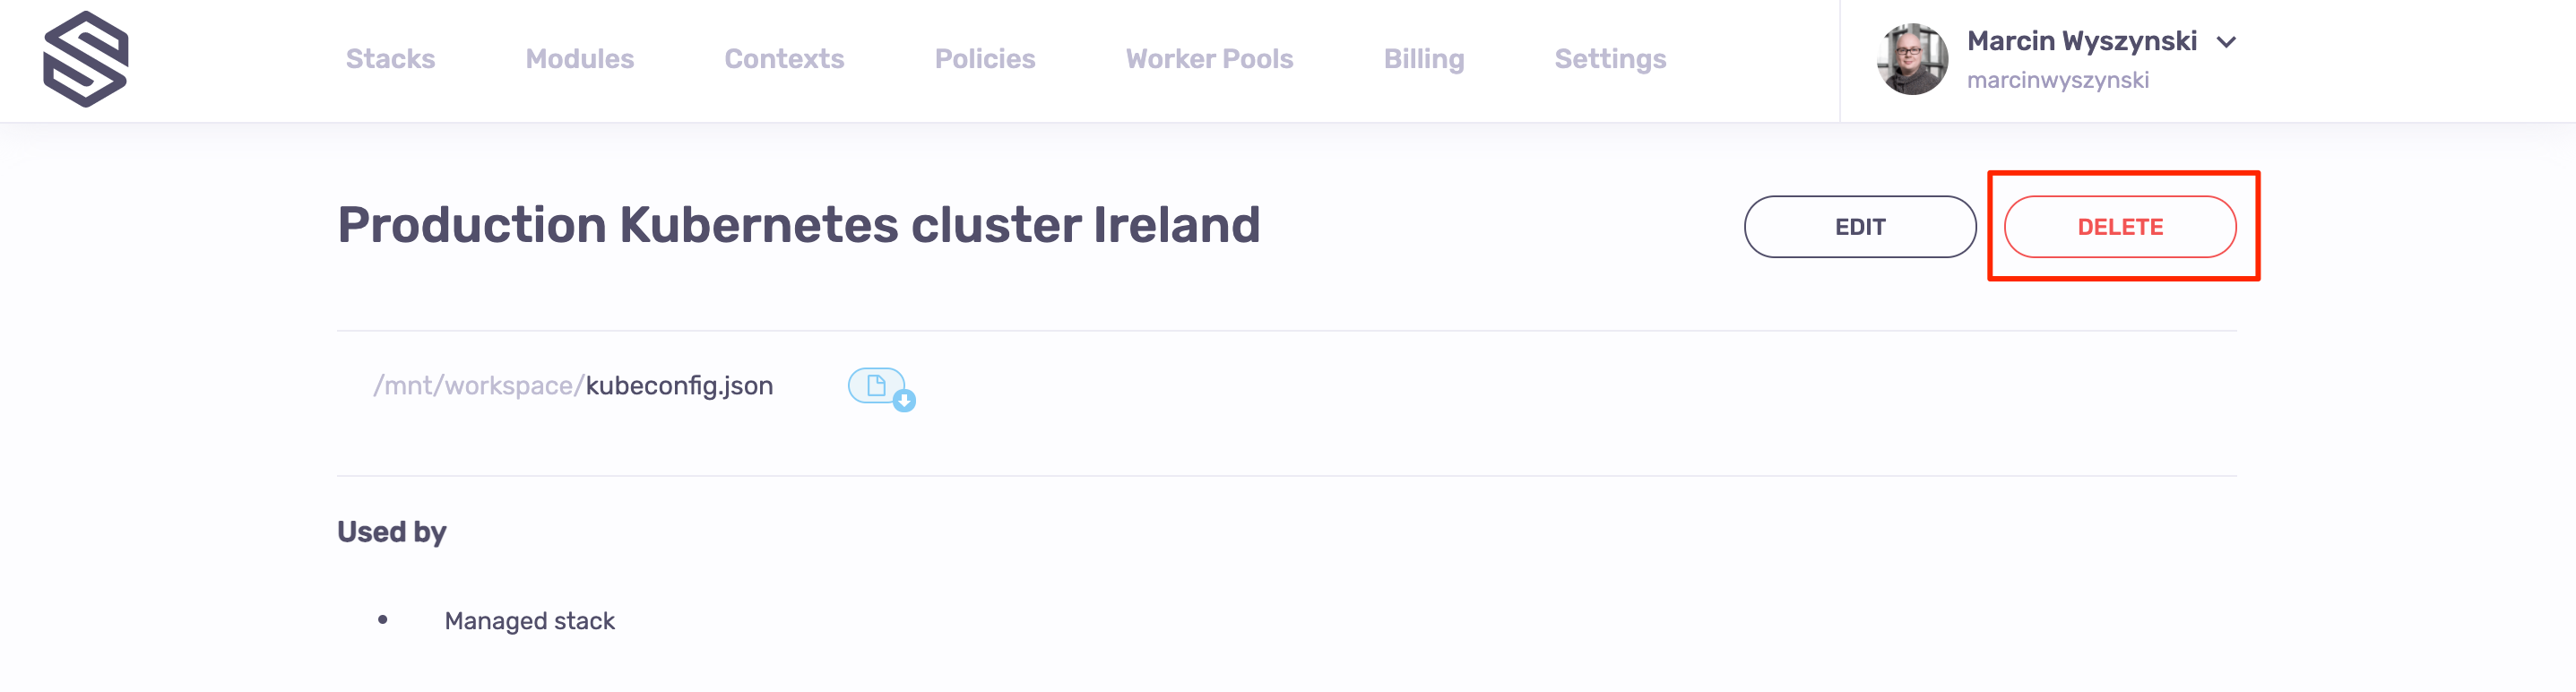 Stacks Modules Contexts Policies Worker Pools Billing Settings Marcin Wyszynski
marcinwyszynski
Production Kubernetes cluster Ireland EDIT DELETE
/mnt/workspace/kubeconfig.json
Used by
• Managed stack